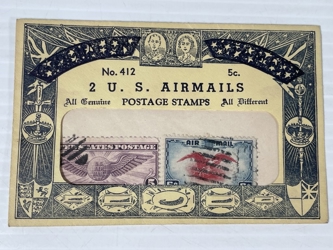 No. 412 5c.
2 U. S. AIRMAILS
All Genuine POSTAGE STAMPS All Different
STATES POSTAGE
AIR MAIL